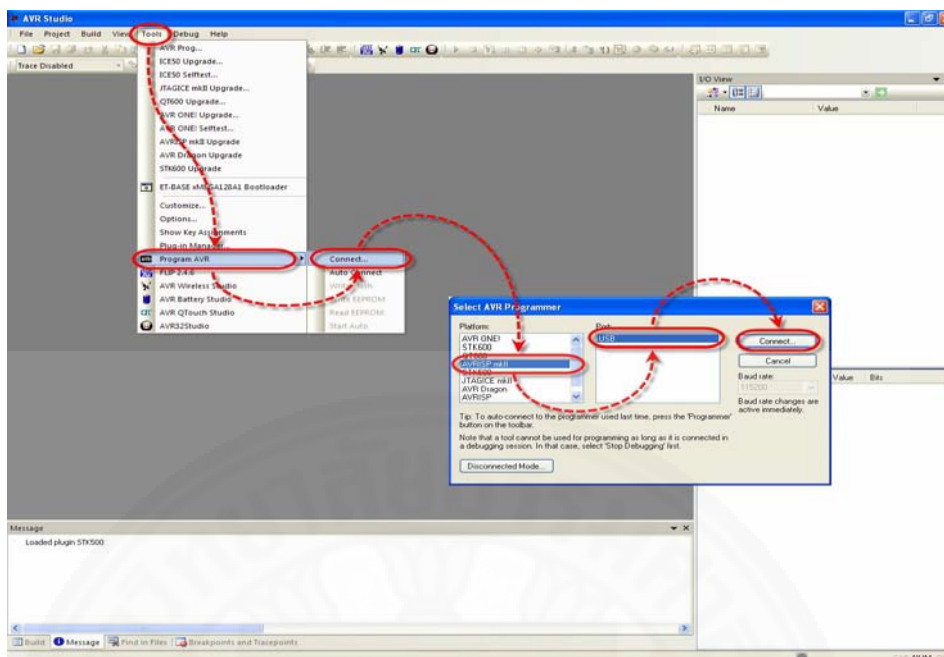 AVR Studio
File Project Build View Tools Debug Help
Trace Disabled
AVR Prog...
ICE50 Upgrade...
ICE50 Selftest...
JTAGICE mkII Upgrade...
QT600 Upgrade...
AVR ONE! Upgrade...
AVR ONE! Selftest...
AVRISP mkII Upgrade
AVR Dragon Upgrade
STK600 Upgrade
ET-BASE xMEGA128A1 Bootloader
Customize...
Options...
Show Key Assignments
Plug-in Manager...
Program AVR
FLIP 2.4.6
AVR Wireless Studio
AVR Battery Studio
AVR QTouch Studio
AVR32Studio
Connect...
Auto Connect
Write Flash
EEPROM
Read EEPROM
Start Auto
I/O View
Name Value
Value Bits
Select AVR Programmer
Platform:
Port:
AVR ONE!
STK600
QT600
AVRISP mkII
STK500
JTAGICE mkII
AVR Dragon
AVRISP
USB
Connect...
Cancel
Baud rate:
115200
Baud rate changes are
active immediately.
Tip: To auto-connect to the programmer used last time, press the 'Programmer'
button on the toolbar.
Note that a tool cannot be used for programming as long as it is connected in
a debugging session. In that case, select 'Stop Debugging' first.
Disconnected Mode...
Message
Loaded plugin STK500
Build Message Find in Files Breakpoints and Tracepoints